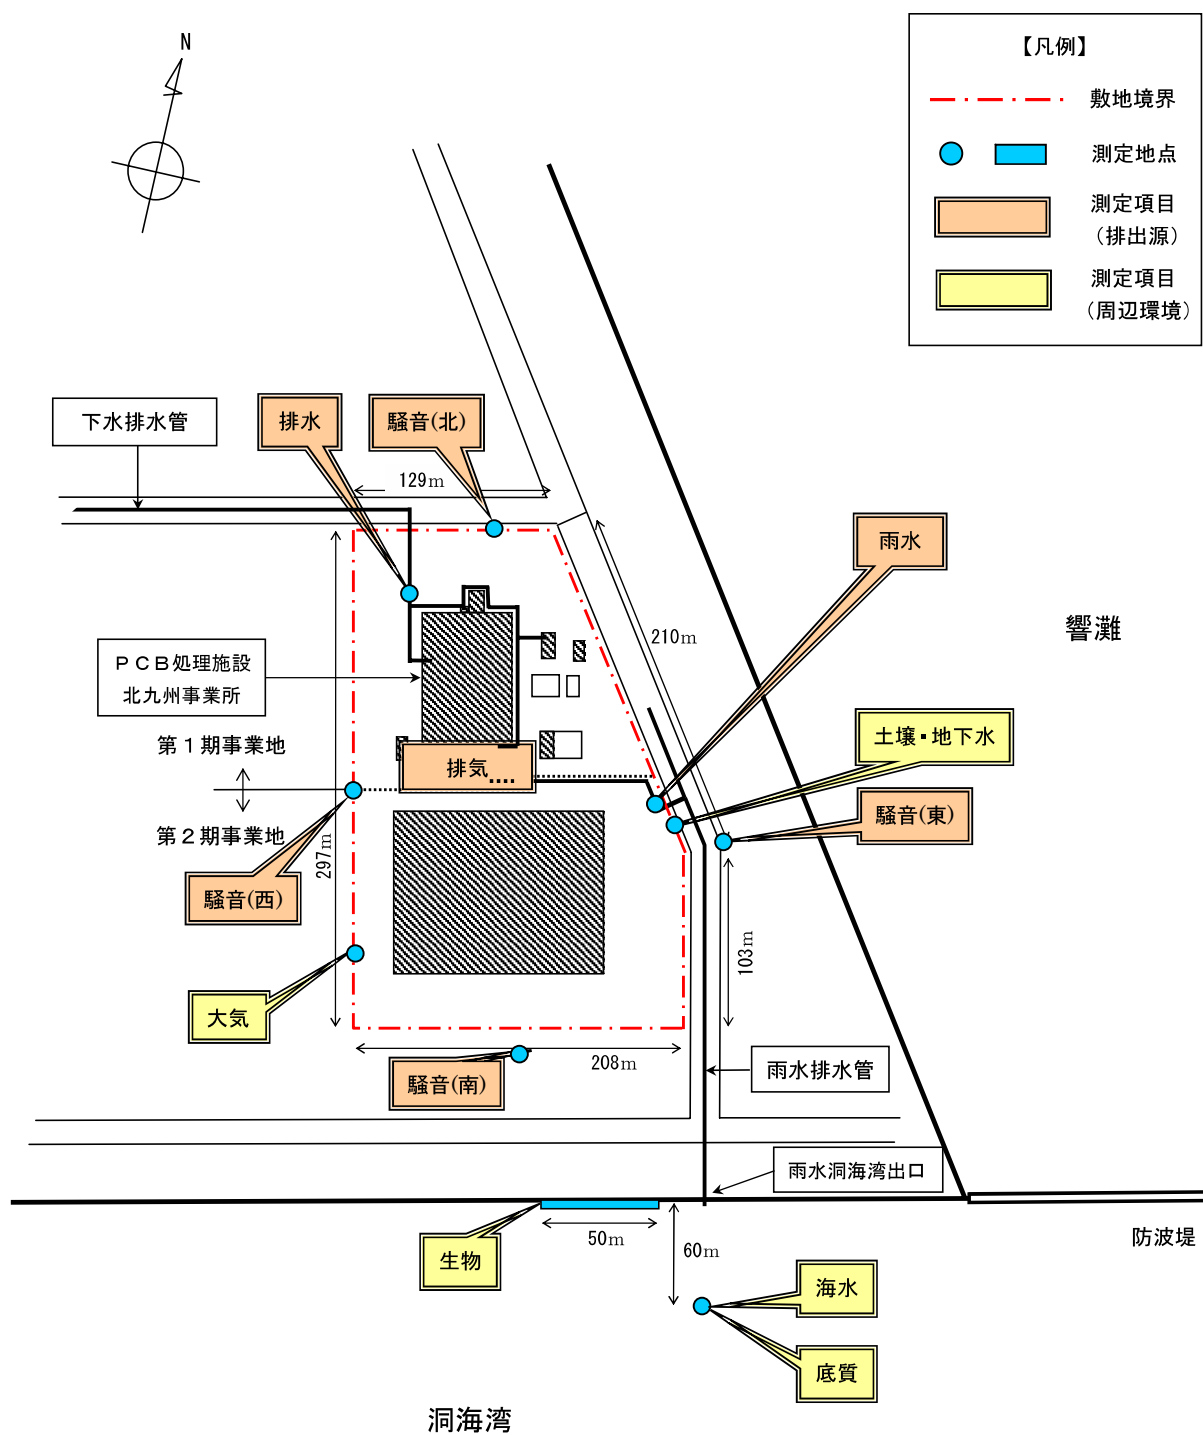 N
【凡例】
敷地境界
測定地点
測定項目
（排出源）
測定項目
（周辺環境）
下水排水管
排水
騒音(北)
129m
雨水
響灘
210m
ＰＣＢ処理施設
北九州事業所
第１期事業地
排気
土壌・地下水
騒音(東)
第２期事業地
297m
騒音(西)
103m
大気
騒音(南)
208m
雨水排水管
雨水洞海湾出口
防波堤
50m
60m
生物
海水
底質
洞海湾